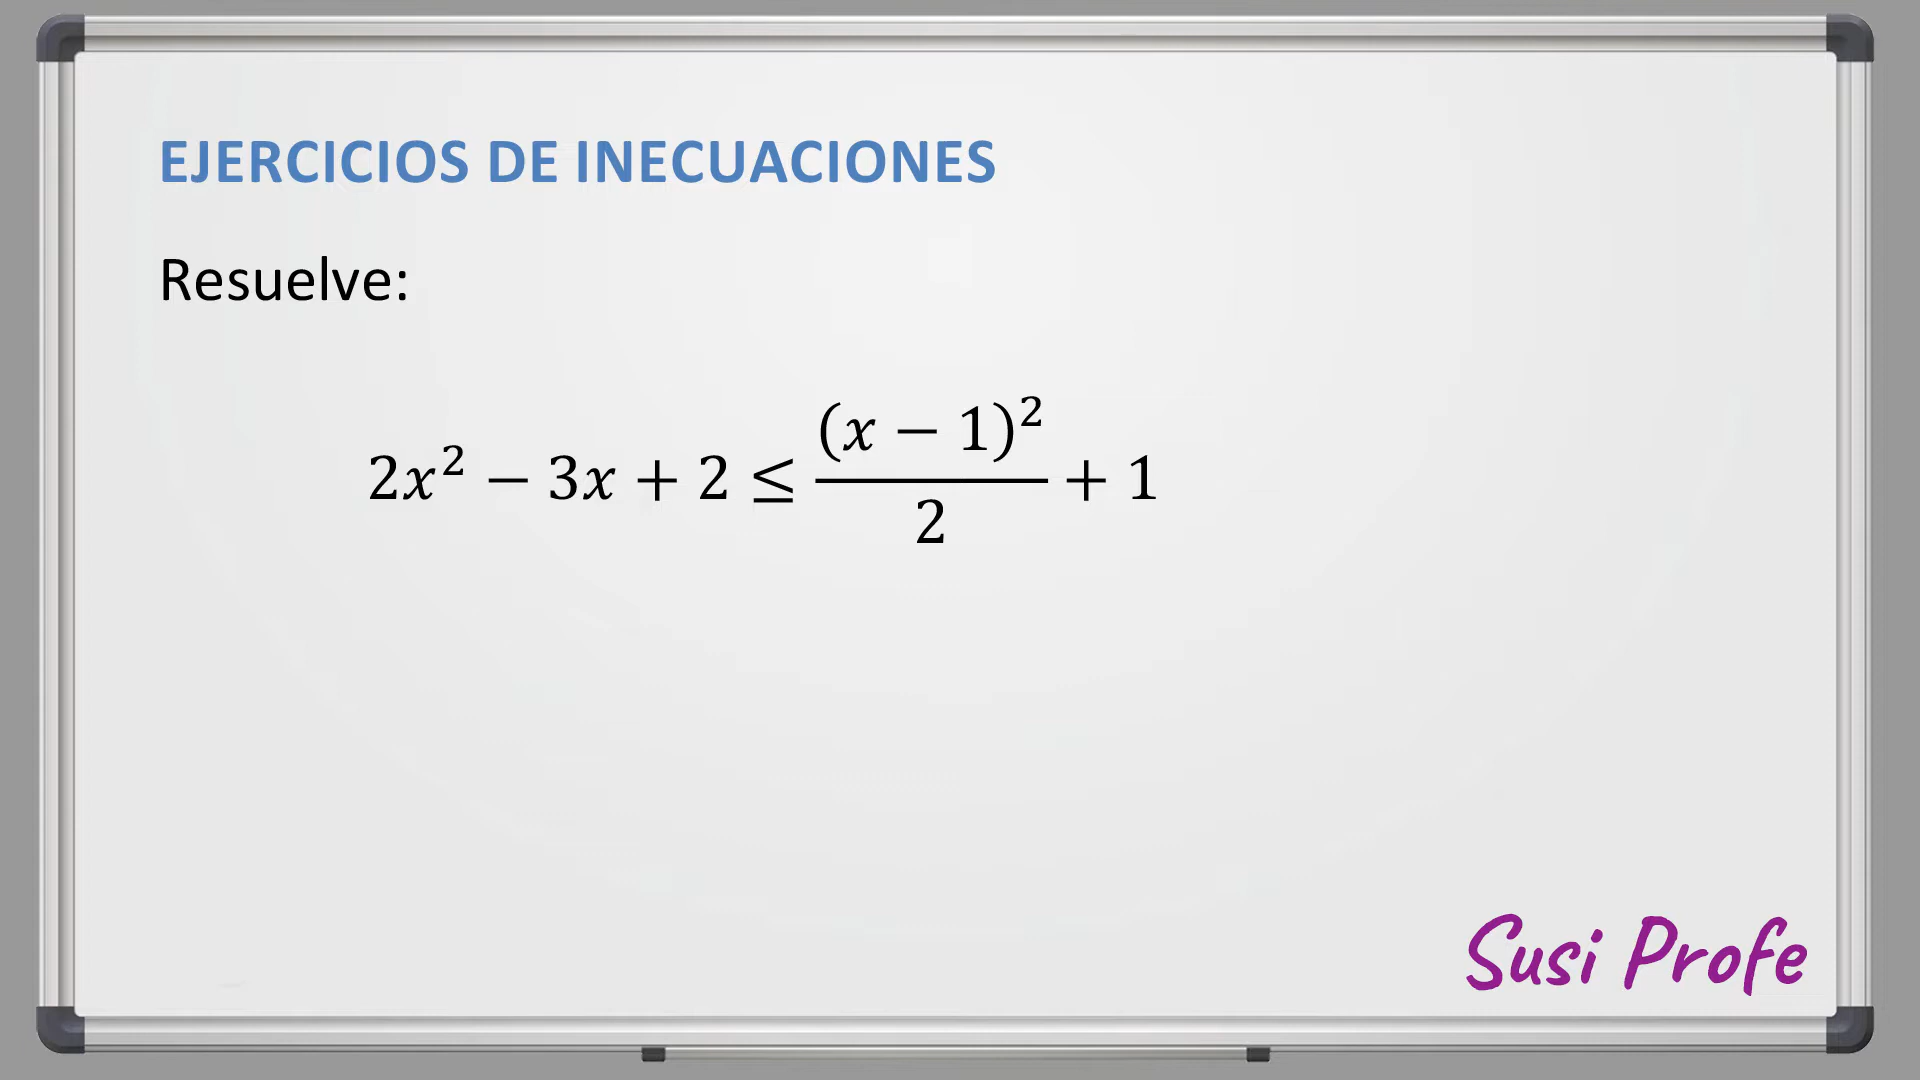 EJERCICIOS DE INECUACIONES
Resuelve:
2x² − 3x + 2 ≤ (x − 1)²/2 + 1
Susi Profe